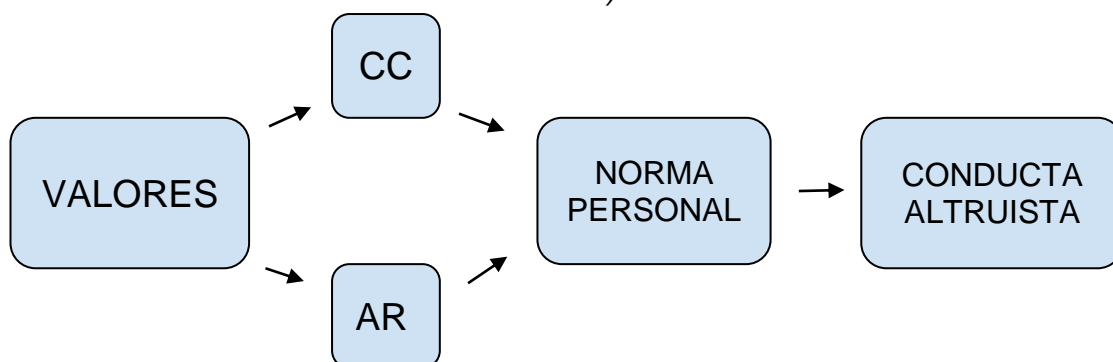 )
CC
VALORES
NORMA
PERSONAL
CONDUCTA
ALTRUISTA
AR